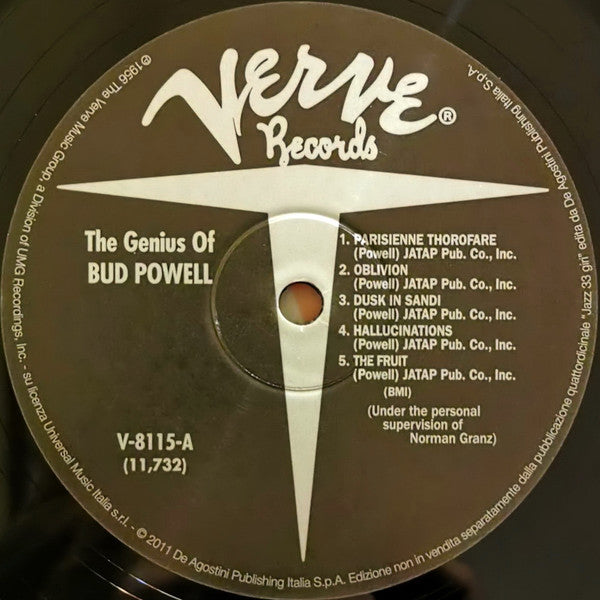 Verve®
Records
The Genius Of
BUD POWELL
1. PARISIENNE THOROFARE
(Powell) JATAP Pub. Co., Inc.
2. OBLIVION
(Powell) JATAP Pub. Co., Inc.
3. DUSK IN SANDI
(Powell) JATAP Pub. Co., Inc.
4. HALLUCINATIONS
(Powell) JATAP Pub. Co., Inc.
5. THE FRUIT
(Powell) JATAP Pub. Co., Inc.
(BMI)
(Under the personal
supervision of
Norman Granz)
V-8115-A
(11,732)
℗1956 The Verve Music Group, a Division of UMG Recordings, Inc. - su licenza Universal Music Italia s.r.l. - © 2011 De Agostini Publishing Italia S.p.A. Edizione non in vendita separatamente dalla pubblicazione quattordicinale "Jazz 33 giri" edita da De Agostini Publishing Italia S.p.A.